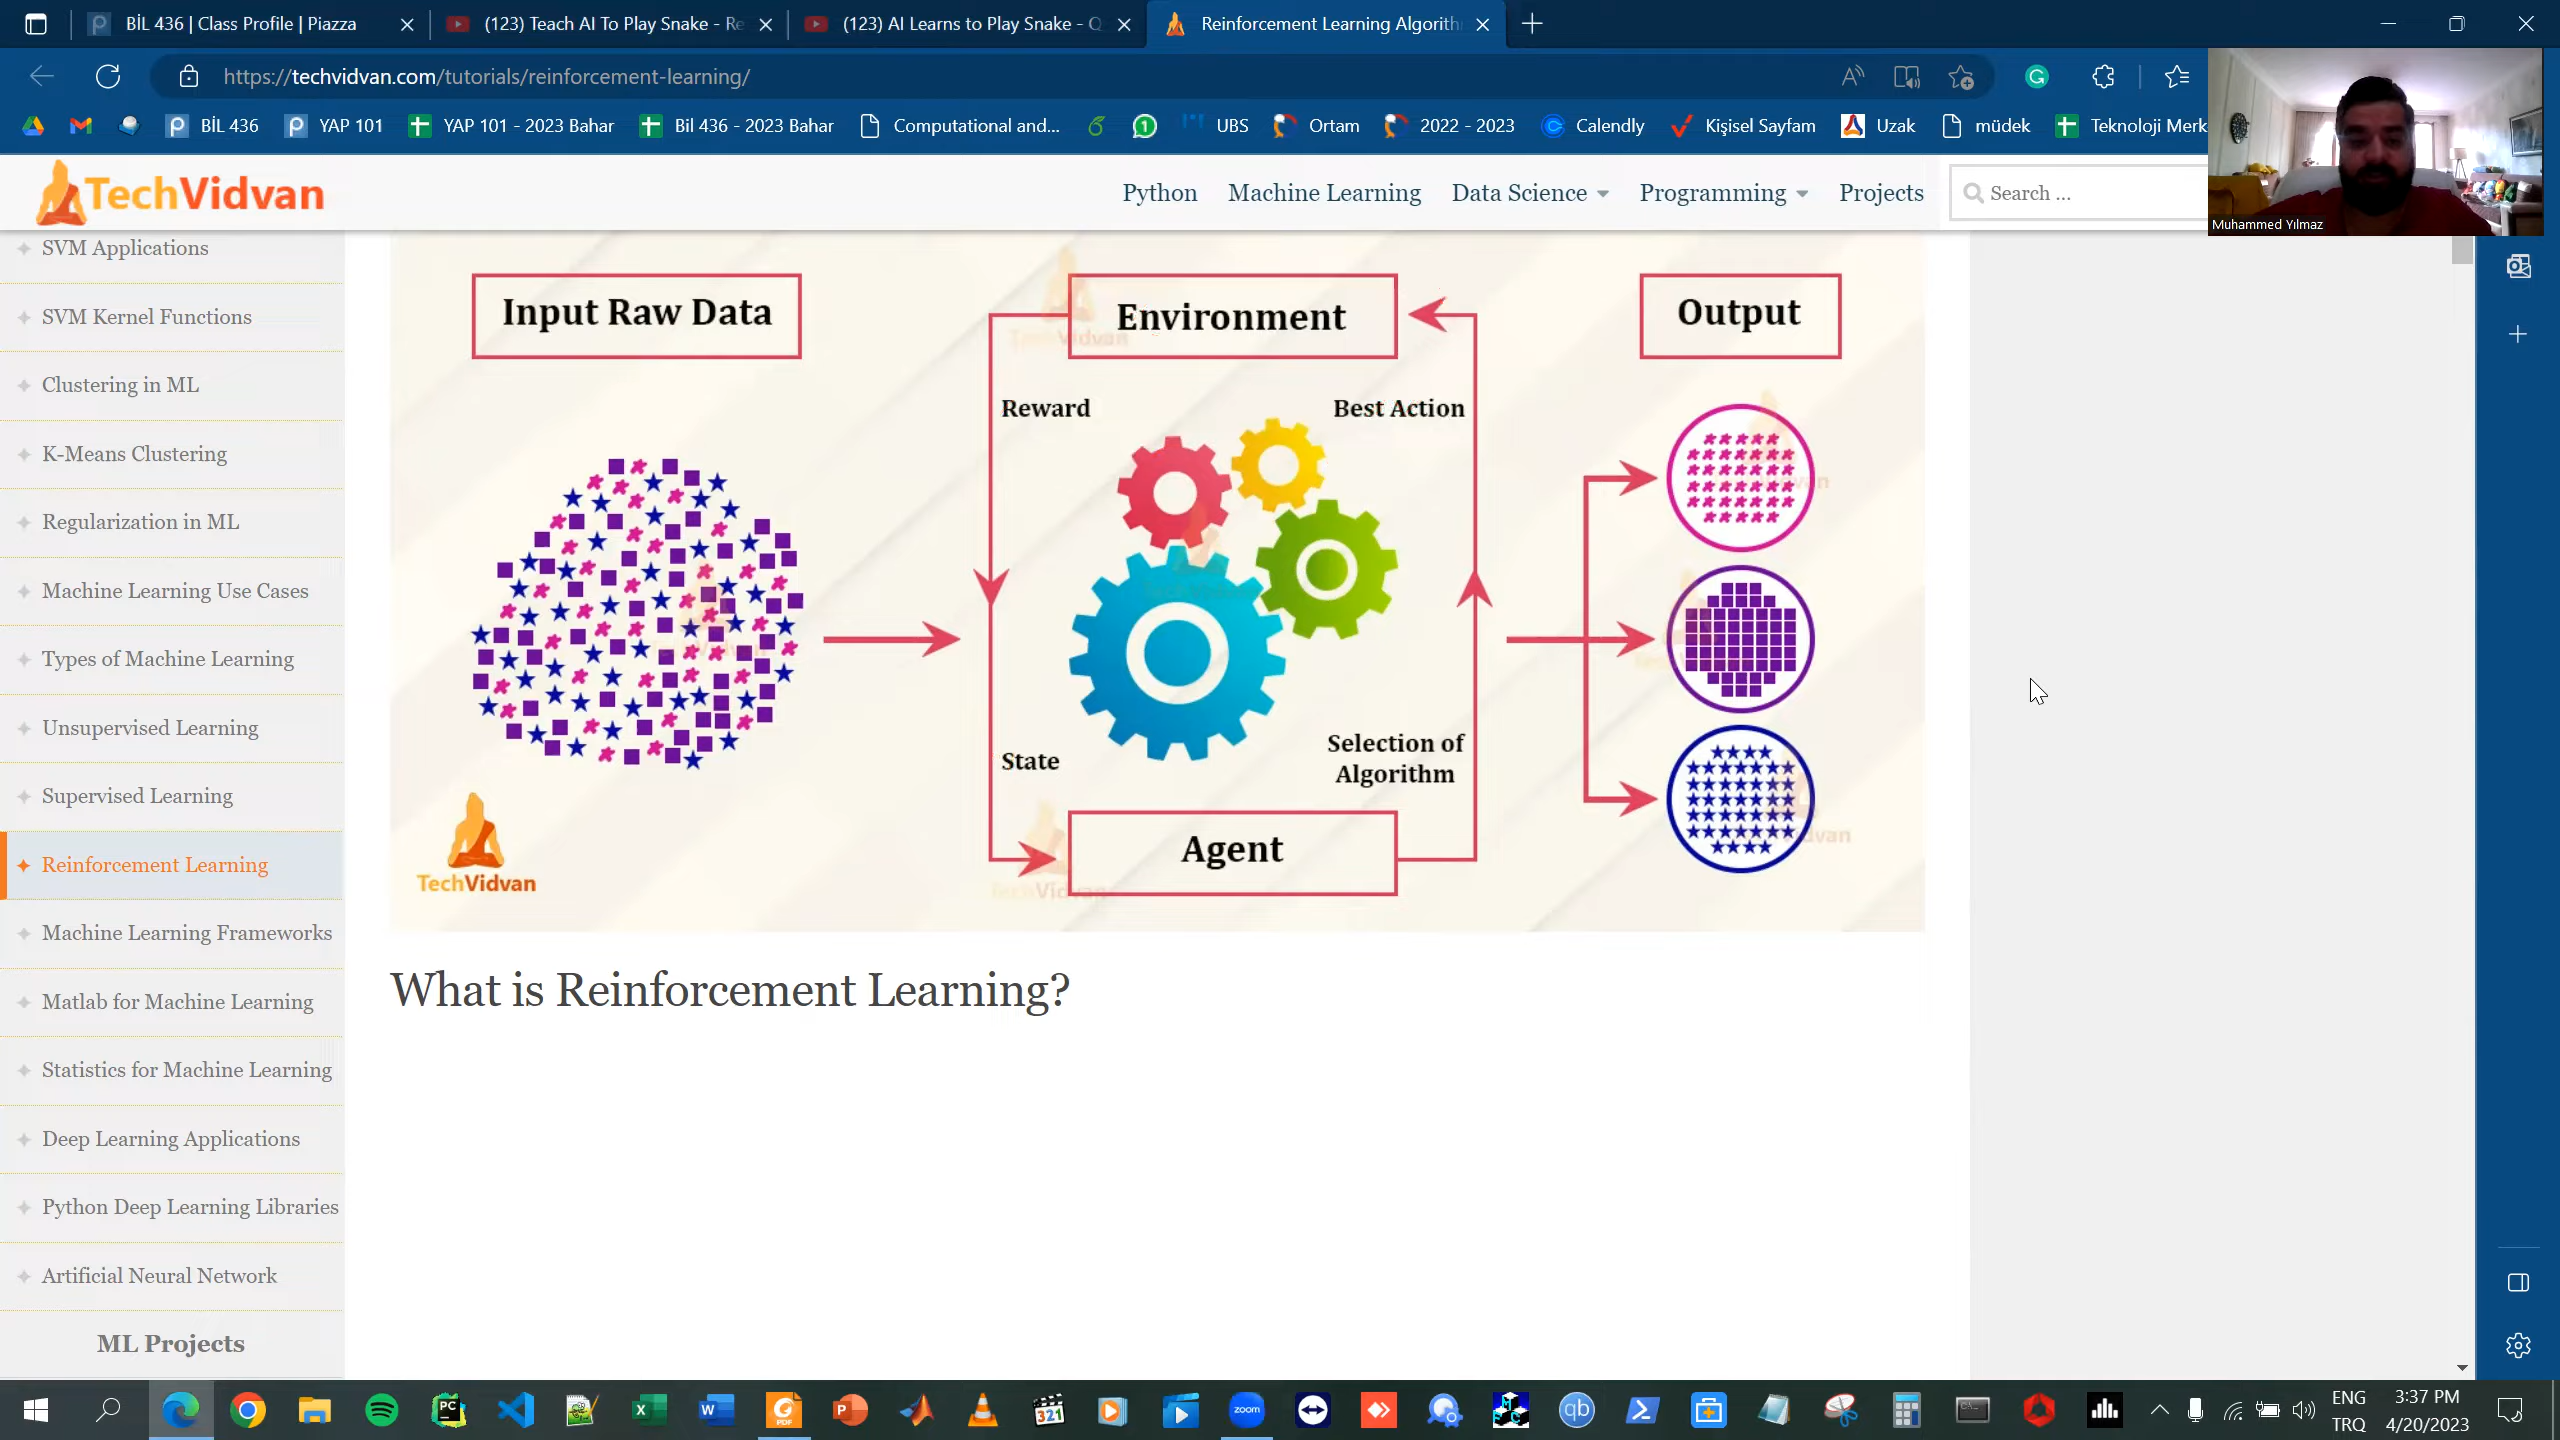 BİL 436 | Class Profile | Piazza
(123) Teach AI To Play Snake - Re
(123) AI Learns to Play Snake - Q
Reinforcement Learning Algorith
https://techvidvan.com/tutorials/reinforcement-learning/
BİL 436
YAP 101
YAP 101 - 2023 Bahar
Bil 436 - 2023 Bahar
Computational and...
UBS
Ortam
2022 - 2023
Calendly
Kişisel Sayfam
Uzak
müdek
Teknoloji Merk
TechVidvan
Python
Machine Learning
Data Science
Programming
Projects
Search ...
Muhammed Yılmaz
SVM Applications
SVM Kernel Functions
Clustering in ML
K-Means Clustering
Regularization in ML
Machine Learning Use Cases
Types of Machine Learning
Unsupervised Learning
Supervised Learning
Reinforcement Learning
Machine Learning Frameworks
Matlab for Machine Learning
Statistics for Machine Learning
Deep Learning Applications
Python Deep Learning Libraries
Artificial Neural Network
ML Projects
Input Raw Data
Environment
Output
Reward
Best Action
State
Selection of
Algorithm
Agent
TechVidvan
What is Reinforcement Learning?
ENG
TRQ
3:37 PM
4/20/2023